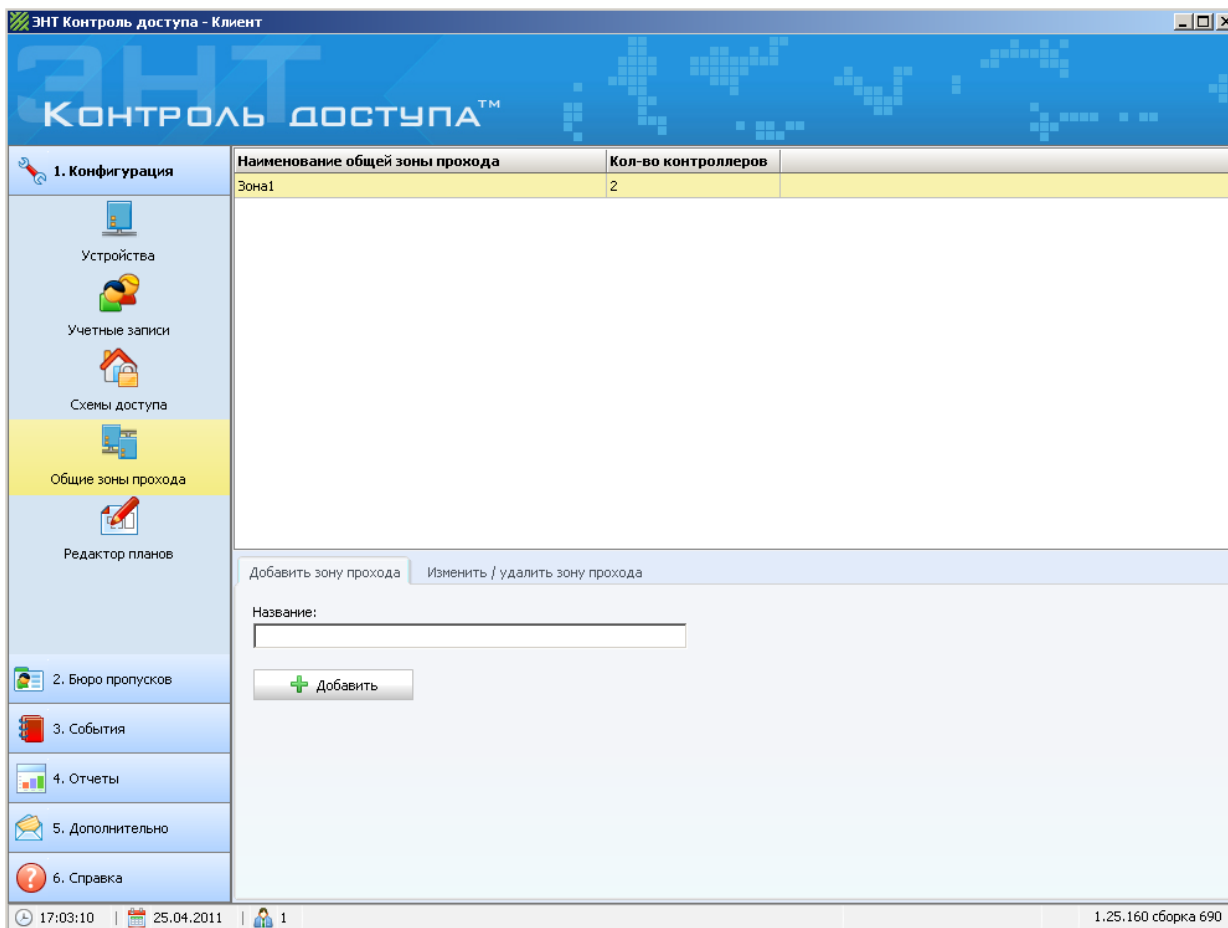 ЭНТ Контроль доступа - Клиент
ЭНТ
КОНТРОЛЬ ДОСТУПА™
1. Конфигурация
Устройства
Учетные записи
Схемы доступа
Общие зоны прохода
Редактор планов
2. Бюро пропусков
3. События
4. Отчеты
5. Дополнительно
6. Справка
Наименование общей зоны прохода Кол-во контроллеров
Зона1 2
Добавить зону прохода Изменить / удалить зону прохода
Название:
Добавить
17:03:10 | 25.04.2011 | 1 1.25.160 сборка 690